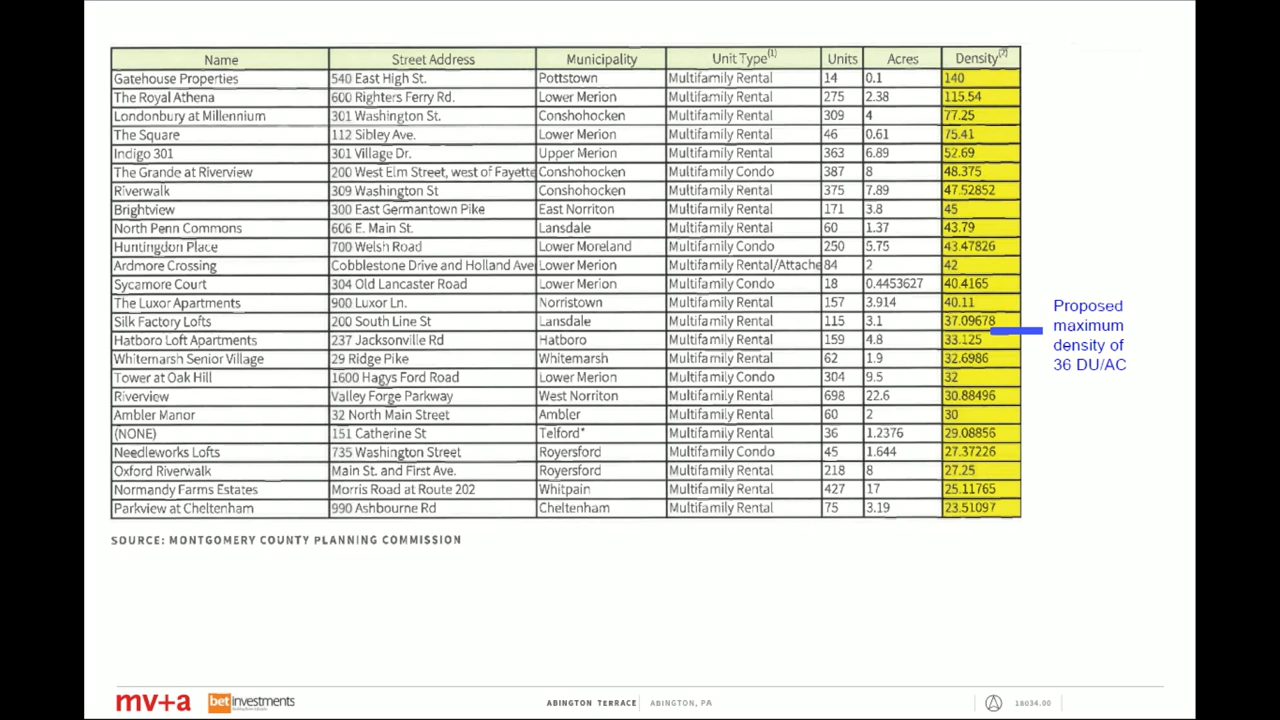 Name Street Address Municipality Unit Type(1) Units Acres Density(2)
Gatehouse Properties 540 East High St. Pottstown Multifamily Rental 14 0.1 140
The Royal Athena 600 Righters Ferry Rd. Lower Merion Multifamily Rental 275 2.38 115.54
Londonbury at Millennium 301 Washington St. Conshohocken Multifamily Rental 309 4 77.25
The Square 112 Sibley Ave. Lower Merion Multifamily Rental 46 0.61 75.41
Indigo 301 301 Village Dr. Upper Merion Multifamily Rental 363 6.89 52.69
The Grande at Riverview 200 West Elm Street, west of Fayette Conshohocken Multifamily Condo 387 8 48.375
Riverwalk 309 Washington St Conshohocken Multifamily Rental 375 7.89 47.52852
Brightview 300 East Germantown Pike East Norriton Multifamily Rental 171 3.8 45
North Penn Commons 606 E. Main St. Lansdale Multifamily Rental 60 1.37 43.79
Huntingdon Place 700 Welsh Road Lower Moreland Multifamily Condo 250 5.75 43.47826
Ardmore Crossing Cobblestone Drive and Holland Ave Lower Merion Multifamily Rental/Attache 84 2 42
Sycamore Court 304 Old Lancaster Road Lower Merion Multifamily Condo 18 0.4453627 40.4165
The Luxor Apartments 900 Luxor Ln. Norristown Multifamily Rental 157 3.914 40.11
Silk Factory Lofts 200 South Line St Lansdale Multifamily Rental 115 3.1 37.09678
Hatboro Loft Apartments 237 Jacksonville Rd Hatboro Multifamily Rental 159 4.8 33.125
Whitemarsh Senior Village 29 Ridge Pike Whitemarsh Multifamily Rental 62 1.9 32.6986
Tower at Oak Hill 1600 Hagys Ford Road Lower Merion Multifamily Condo 304 9.5 32
Riverview Valley Forge Parkway West Norriton Multifamily Rental 698 22.6 30.88496
Ambler Manor 32 North Main Street Ambler Multifamily Rental 60 2 30
(NONE) 151 Catherine St Telford* Multifamily Rental 36 1.2376 29.08856
Needleworks Lofts 735 Washington Street Royersford Multifamily Condo 45 1.644 27.37226
Oxford Riverwalk Main St. and First Ave. Royersford Multifamily Rental 218 8 27.25
Normandy Farms Estates Morris Road at Route 202 Whitpain Multifamily Rental 427 17 25.11765
Parkview at Cheltenham 990 Ashbourne Rd Cheltenham Multifamily Rental 75 3.19 23.51097
Proposed
maximum
density of
36 DU/AC
SOURCE: MONTGOMERY COUNTY PLANNING COMMISSION
mv+a bet investments ABINGTON TERRACE ABINGTON, PA 18034.00